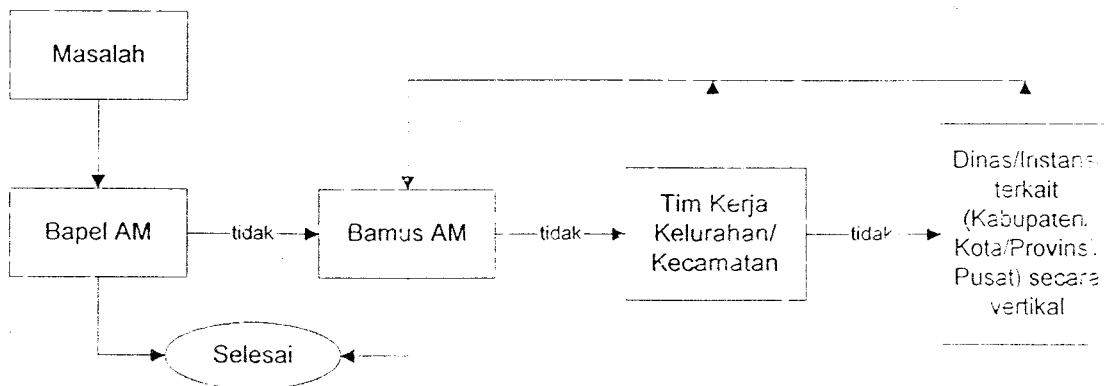 Masalah
Bapel AM
tidak
Bamus AM
tidak
Tim Kerja
Kelurahan/
Kecamatan
tidak
Dinas/Instans
terkait
(Kabupaten/
Kota/Provinsi/
Pusat) secara
vertikal
Selesai